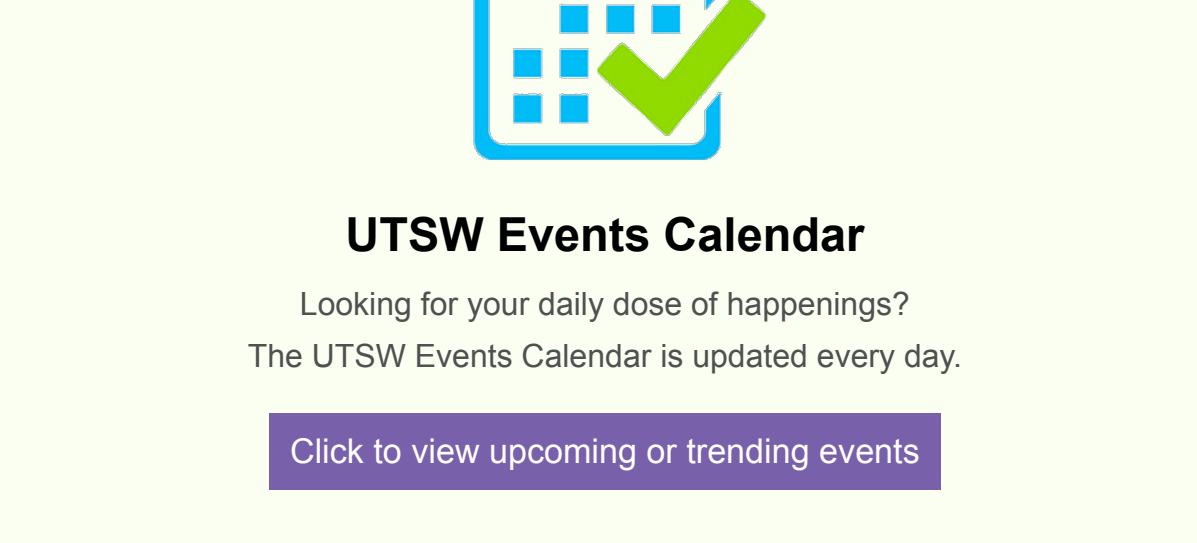 UTSW Events Calendar
Looking for your daily dose of happenings?
The UTSW Events Calendar is updated every day.
Click to view upcoming or trending events